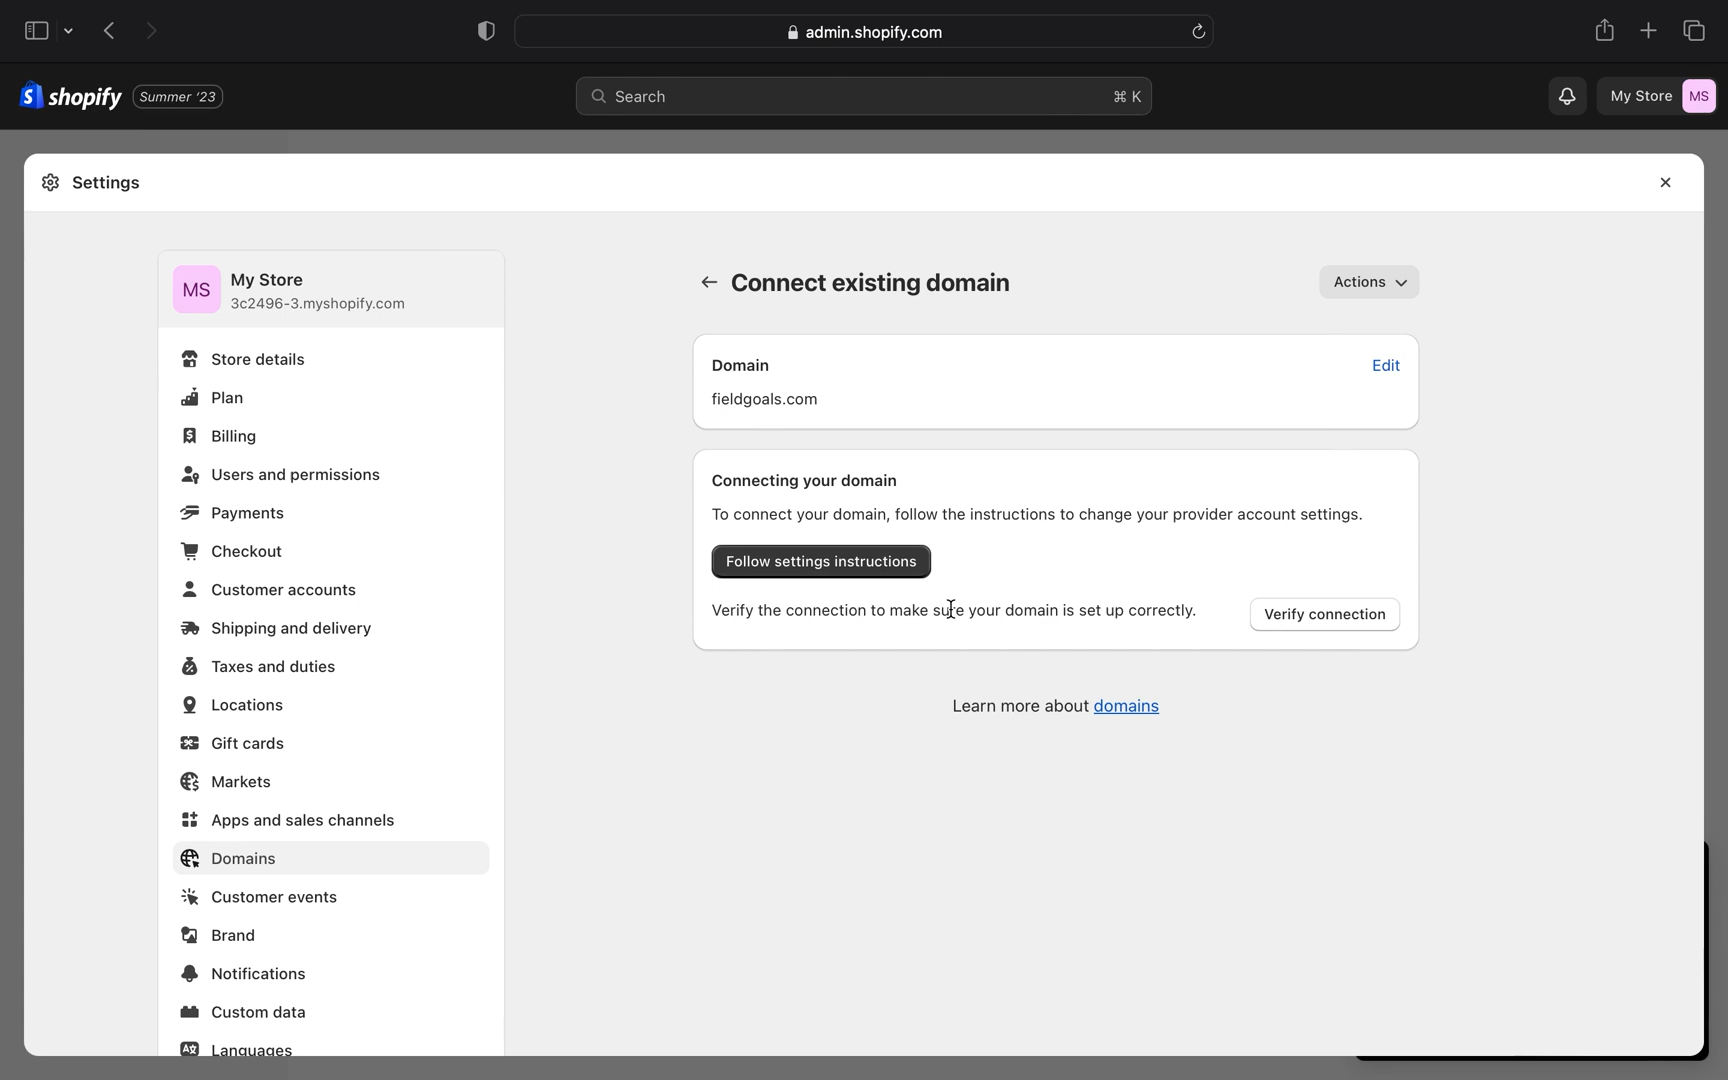 admin.shopify.com
shopify Summer '23
Search ⌘ K
My Store MS
Settings
MS My Store
3c2496-3.myshopify.com
Store details
Plan
Billing
Users and permissions
Payments
Checkout
Customer accounts
Shipping and delivery
Taxes and duties
Locations
Gift cards
Markets
Apps and sales channels
Domains
Customer events
Brand
Notifications
Custom data
Languages
Connect existing domain
Actions
Domain
Edit
fieldgoals.com
Connecting your domain
To connect your domain, follow the instructions to change your provider account settings.
Follow settings instructions
Verify the connection to make sure your domain is set up correctly.
Verify connection
Learn more about domains